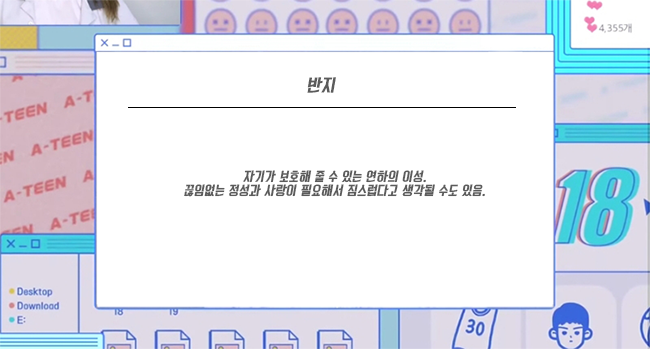 4,355개
반지
자기가 보호해 줄 수 있는 연하의 이성.
끊임없는 정성과 사랑이 필요해서 짐스럽다고 생각될 수도 있음.
A-TEEN
A-TEEN
A-TEEN
A-TEEN
A-TEEN
18
Desktop
Download
E:
18
19
30